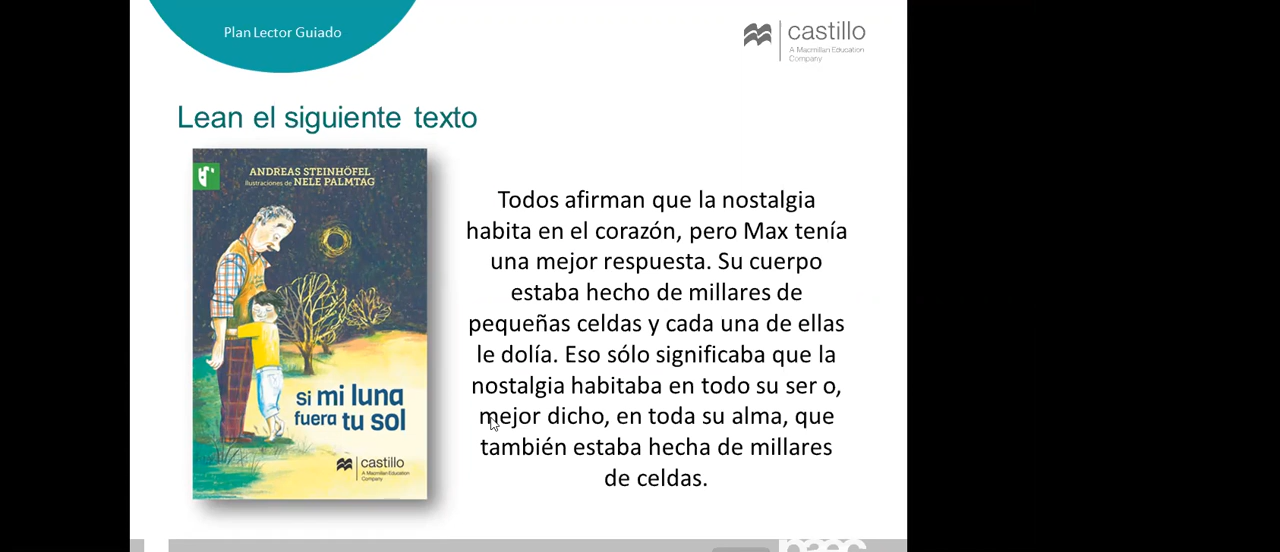 Plan Lector Guiado
castillo
A Macmillan Education
Company
Lean el siguiente texto
ANDREAS STEINHÖFEL
Ilustraciones de NELE PALMTAG
si mi luna
fuera tu sol
castillo
A Macmillan Education
Company
Todos afirman que la nostalgia
habita en el corazón, pero Max tenía
una mejor respuesta. Su cuerpo
estaba hecho de millares de
pequeñas celdas y cada una de ellas
le dolía. Eso sólo significaba que la
nostalgia habitaba en todo su ser o,
mejor dicho, en toda su alma, que
también estaba hecha de millares
de celdas.